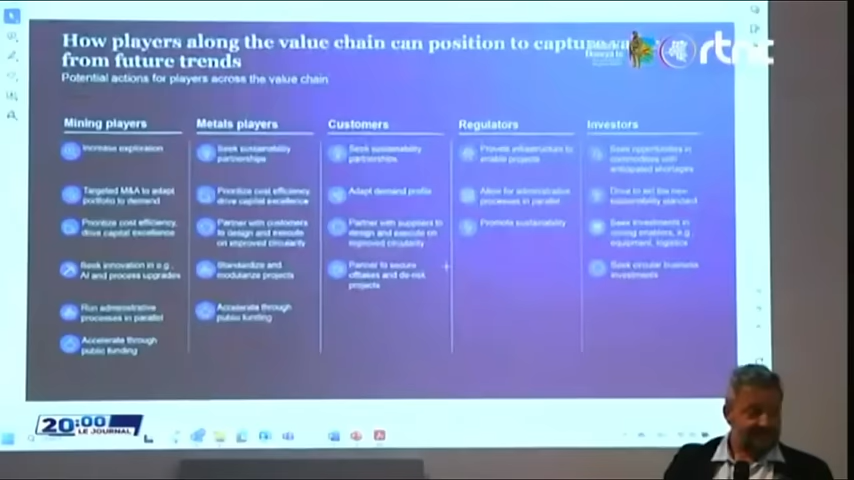 How players along the value chain can position to capture
from future trends
Potential actions for players across the value chain
rtnc
Mining players
Increase exploration
Targeted M&A to adapt
portfolio to demand
Prioritize cost efficiency,
drive capital excellence
Seek innovation in e.g.,
AI and process upgrades
Run administrative
processes in parallel
Accelerate through
public funding
Metals players
Seek sustainability
partnerships
Prioritize cost efficiency,
drive capital excellence
Partner with customers
to design and execute
on improved circularity
Standardize and
modularize projects
Accelerate through
public funding
Customers
Seek sustainability
partnerships
Adapt demand profile
Partner with suppliers to
design and execute on
improved circularity
Partner to secure
offtakes and de-risk
projects
Regulators
Provide infrastructure to
enable projects
Allow for administrative
processes in parallel
Promote sustainability
Investors
Seek opportunities in
commodities with
anticipated shortages
Drive to set the new
sustainability standard
Seek investments in
mining enablers, e.g.
equipment, logistics
Seek circular business
investments
20:00
LE JOURNAL